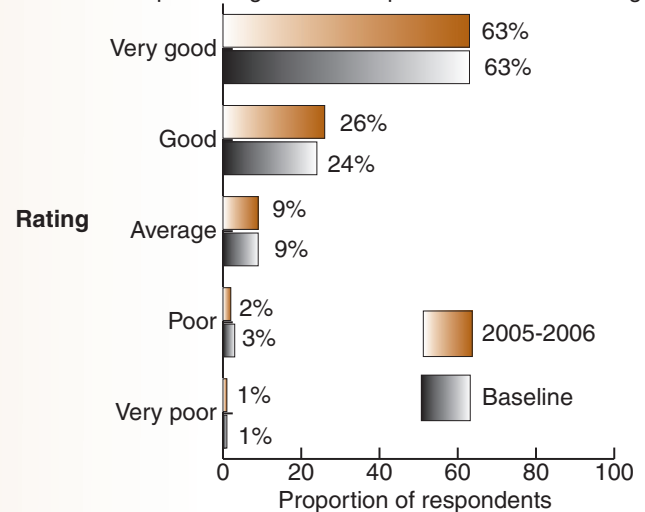 Very good
63%
63%
Good
26%
24%
Rating
Average
9%
9%
Poor
2%
3%
2005-2006
Very poor
1%
1%
Baseline
0 20 40 60 80 100
Proportion of respondents